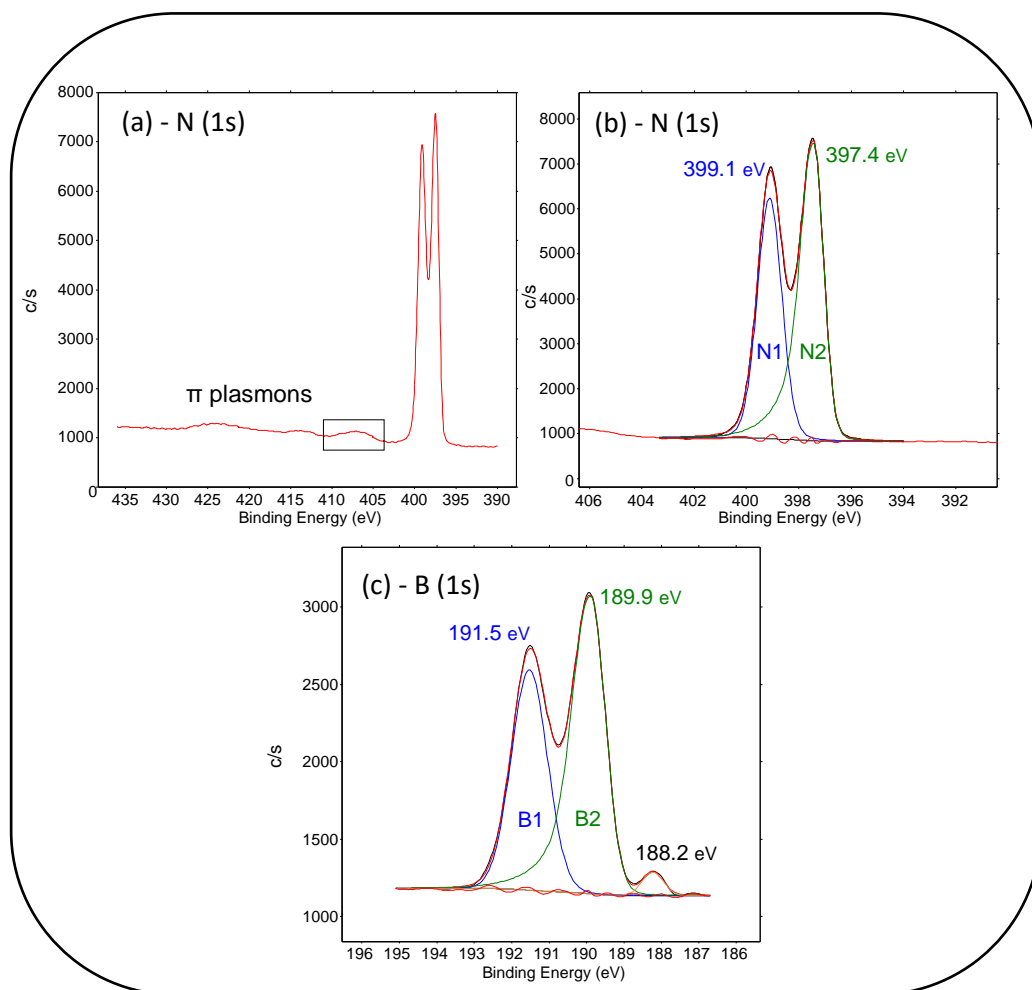 (a) - N (1s)
8000
7000
6000
5000
4000
3000
2000
1000
0
c/s
π plasmons
435 430 425 420 415 410 405 400 395 390
Binding Energy (eV)
(b) - N (1s)
8000
7000
6000
5000
4000
3000
2000
1000
0
c/s
399.1 eV
397.4 eV
N1
N2
406 404 402 400 398 396 394 392
Binding Energy (eV)
(c) - B (1s)
3000
2500
2000
1500
1000
c/s
191.5 eV
189.9 eV
B1
B2
188.2 eV
196 195 194 193 192 191 190 189 188 187 186
Binding Energy (eV)